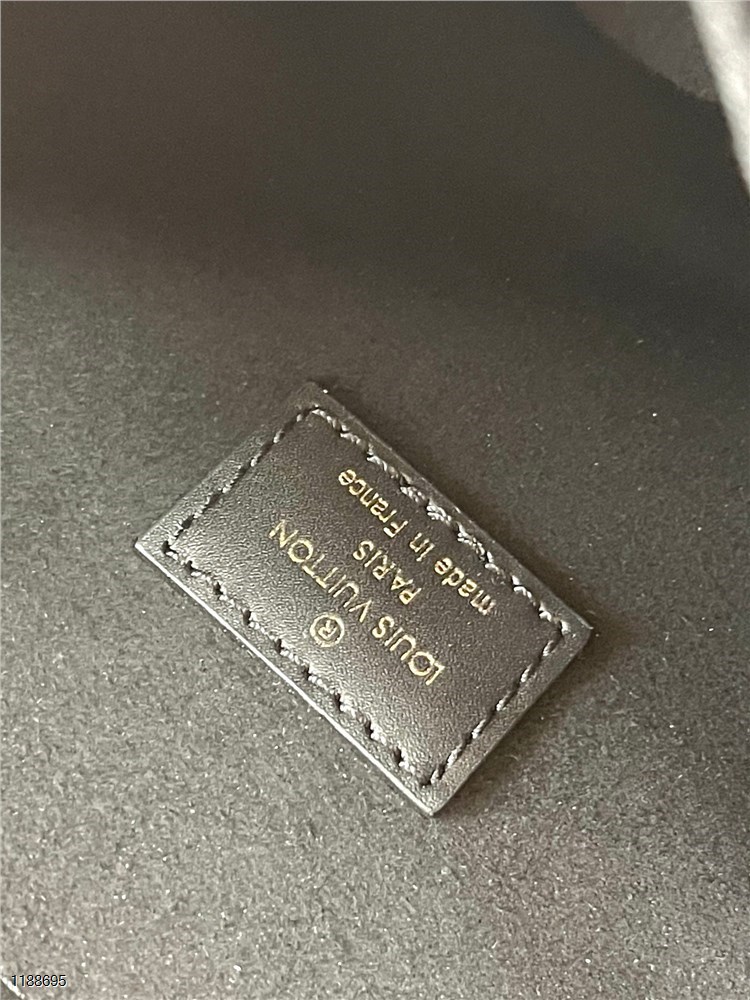 ®
LOUIS VUITTON
PARIS
made in France
1188695